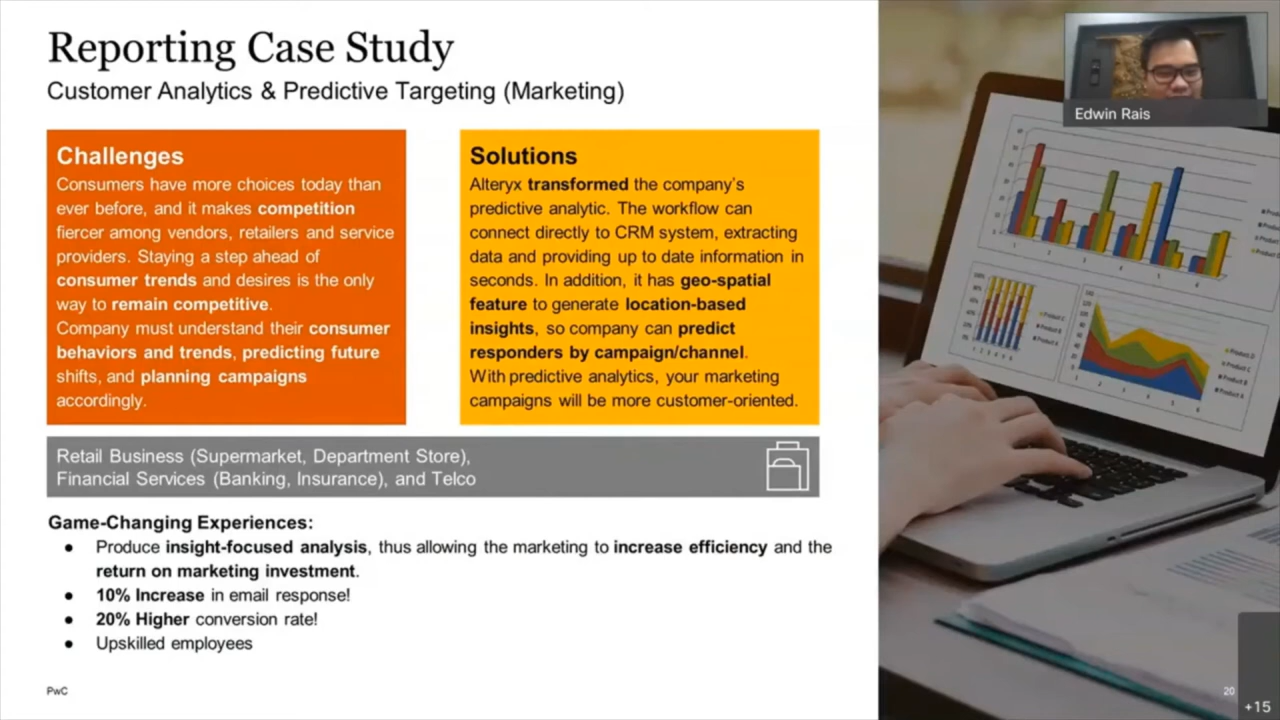 Reporting Case Study
Customer Analytics & Predictive Targeting (Marketing)
Challenges
Consumers have more choices today than
ever before, and it makes competition
fiercer among vendors, retailers and service
providers. Staying a step ahead of
consumer trends and desires is the only
way to remain competitive.
Company must understand their consumer
behaviors and trends, predicting future
shifts, and planning campaigns
accordingly.
Solutions
Alteryx transformed the company's
predictive analytic. The workflow can
connect directly to CRM system, extracting
data and providing up to date information in
seconds. In addition, it has geo-spatial
feature to generate location-based
insights, so company can predict
responders by campaign/channel.
With predictive analytics, your marketing
campaigns will be more customer-oriented.
Retail Business (Supermarket, Department Store),
Financial Services (Banking, Insurance), and Telco
Game-Changing Experiences:
● Produce insight-focused analysis, thus allowing the marketing to increase efficiency and the
return on marketing investment.
● 10% Increase in email response!
● 20% Higher conversion rate!
● Upskilled employees
PwC
Edwin Rais
Product D
Product C
Product B
Product A
20
+15